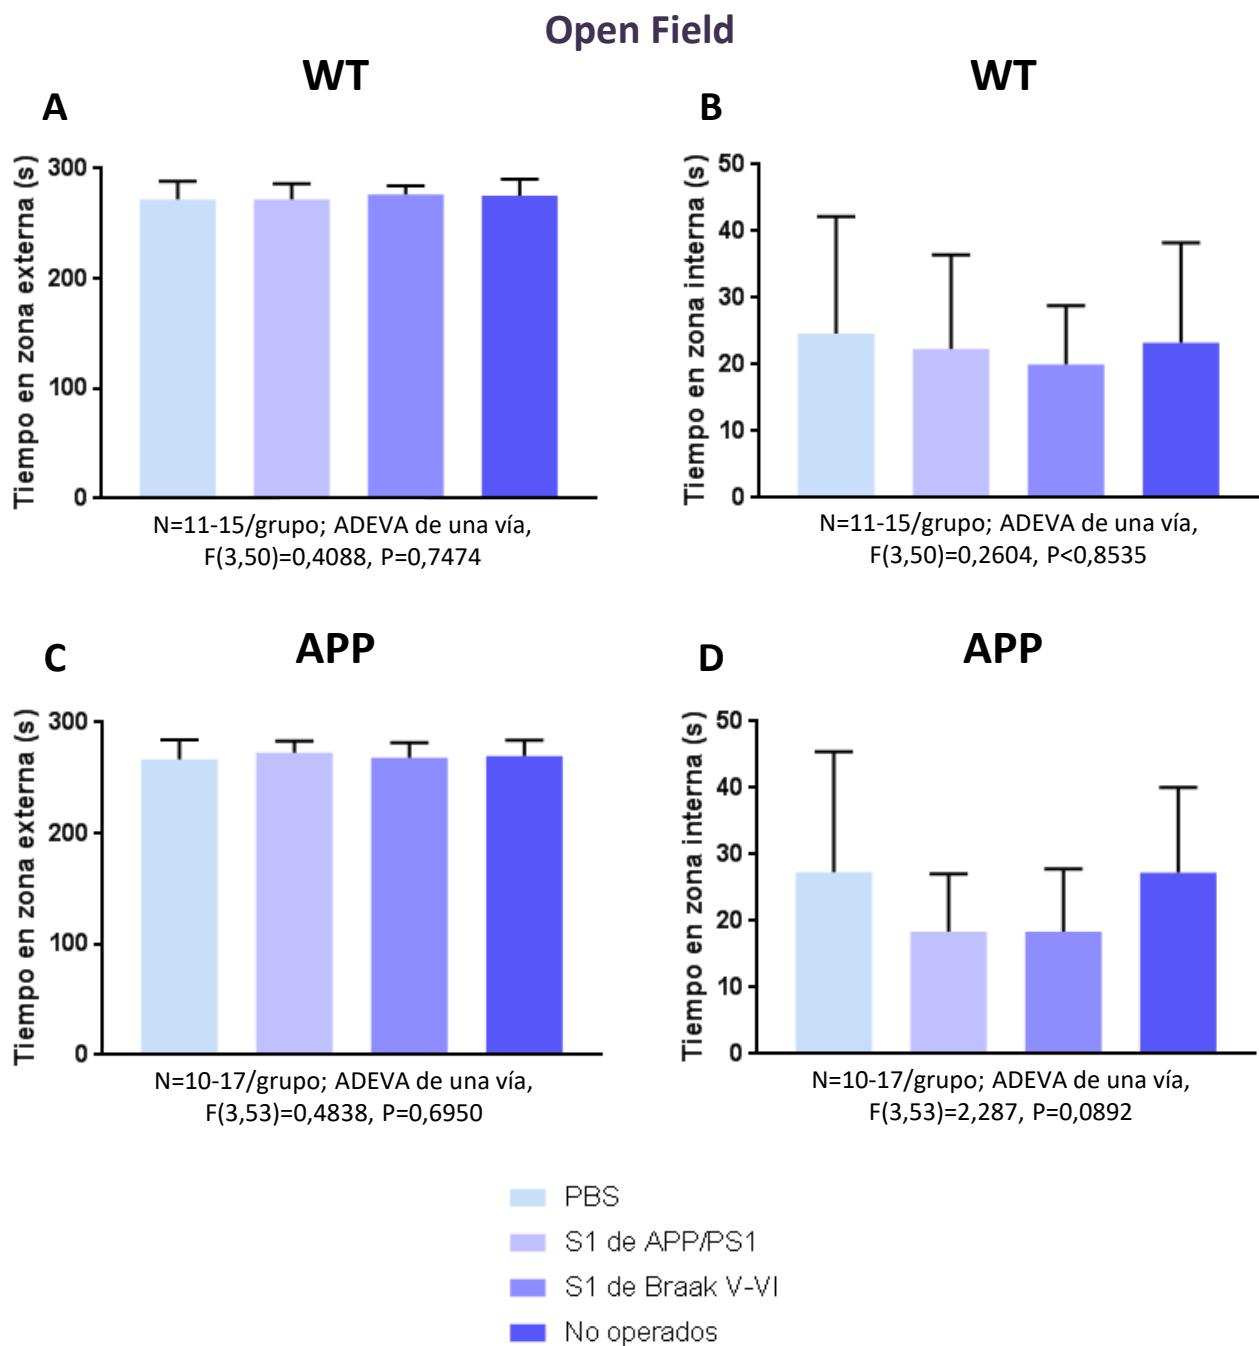 Open Field
WT
A
Tiempo en zona externa (s)
300
200
100
0
N=11-15/grupo; ADEVA de una vía,
F(3,50)=0,4088, P=0,7474
WT
B
Tiempo en zona interna (s)
50
40
30
20
10
0
N=11-15/grupo; ADEVA de una vía,
F(3,50)=0,2604, P<0,8535
APP
C
Tiempo en zona externa (s)
300
200
100
0
N=10-17/grupo; ADEVA de una vía,
F(3,53)=0,4838, P=0,6950
APP
D
Tiempo en zona interna (s)
50
40
30
20
10
0
N=10-17/grupo; ADEVA de una vía,
F(3,53)=2,287, P=0,0892
PBS
S1 de APP/PS1
S1 de Braak V-VI
No operados